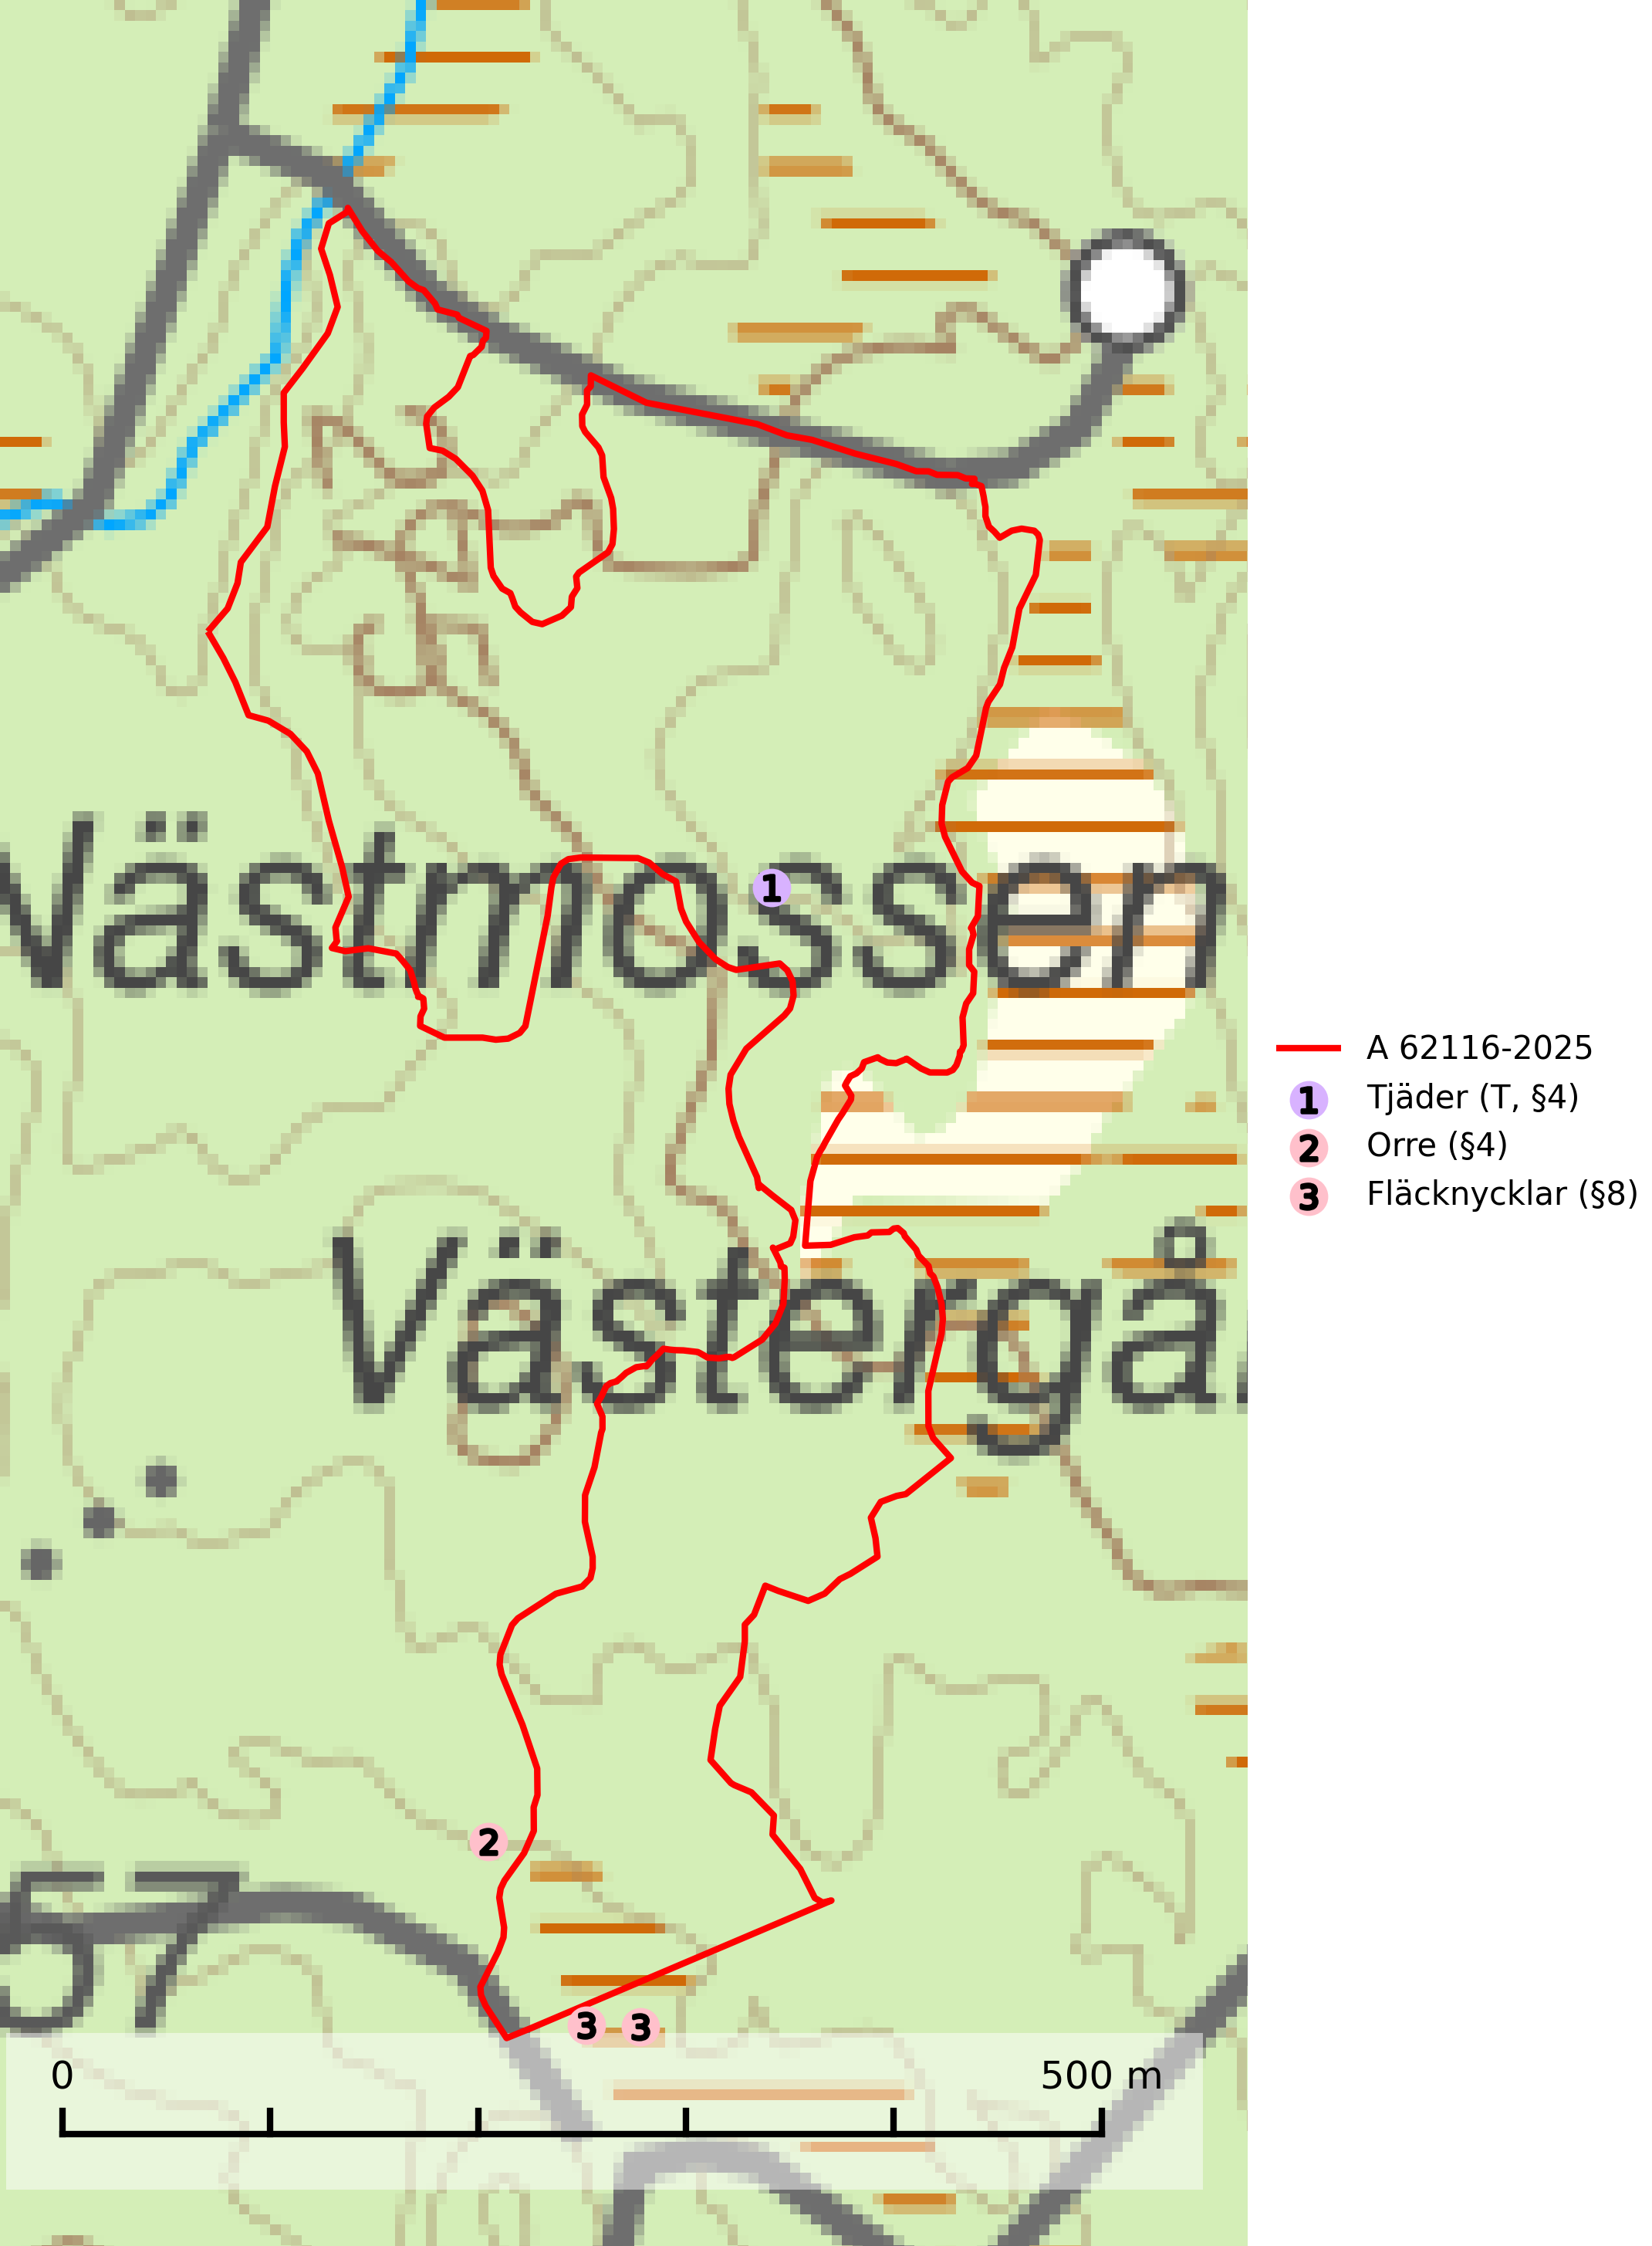 Västmossen
1
A 62116-2025
1 Tjäder (T, §4)
2 Orre (§4)
3 Fläcknycklar (§8)
2
57
3 3
0 500 m